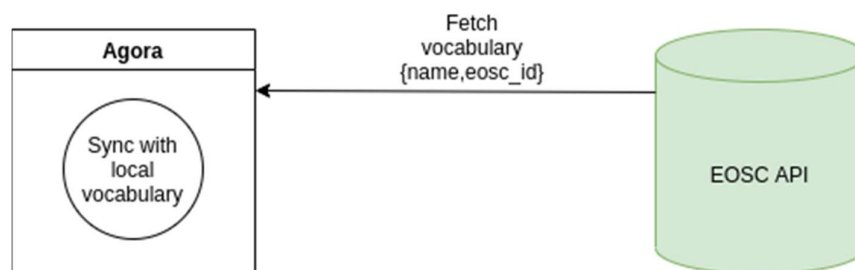 Agora
Sync with
local
vocabulary
Fetch
vocabulary
{name,eosc_id}
EOSC API